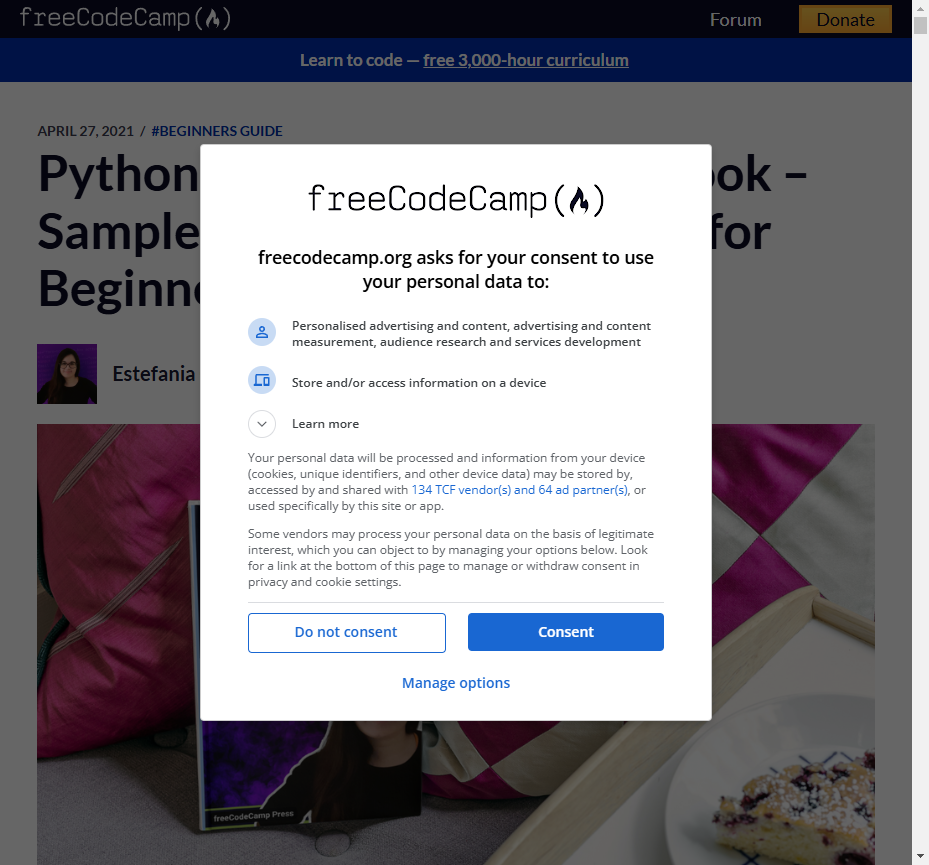 freeCodeCamp(🔥)
Forum
Donate
Learn to code — free 3,000-hour curriculum
APRIL 27, 2021 / #BEGINNERS GUIDE
Python
– 
Sample
for
Beginn
Estefania
freeCodeCamp(🔥)
freecodecamp.org asks for your consent to use
your personal data to:
Personalised advertising and content, advertising and content
measurement, audience research and services development
Store and/or access information on a device
Learn more
Your personal data will be processed and information from your device
(cookies, unique identifiers, and other device data) may be stored by,
accessed by and shared with 134 TCF vendor(s) and 64 ad partner(s), or
used specifically by this site or app.
Some vendors may process your personal data on the basis of legitimate
interest, which you can object to by managing your options below. Look
for a link at the bottom of this page to manage or withdraw consent in
privacy and cookie settings.
Do not consent
Consent
Manage options
freeCodeCamp Press